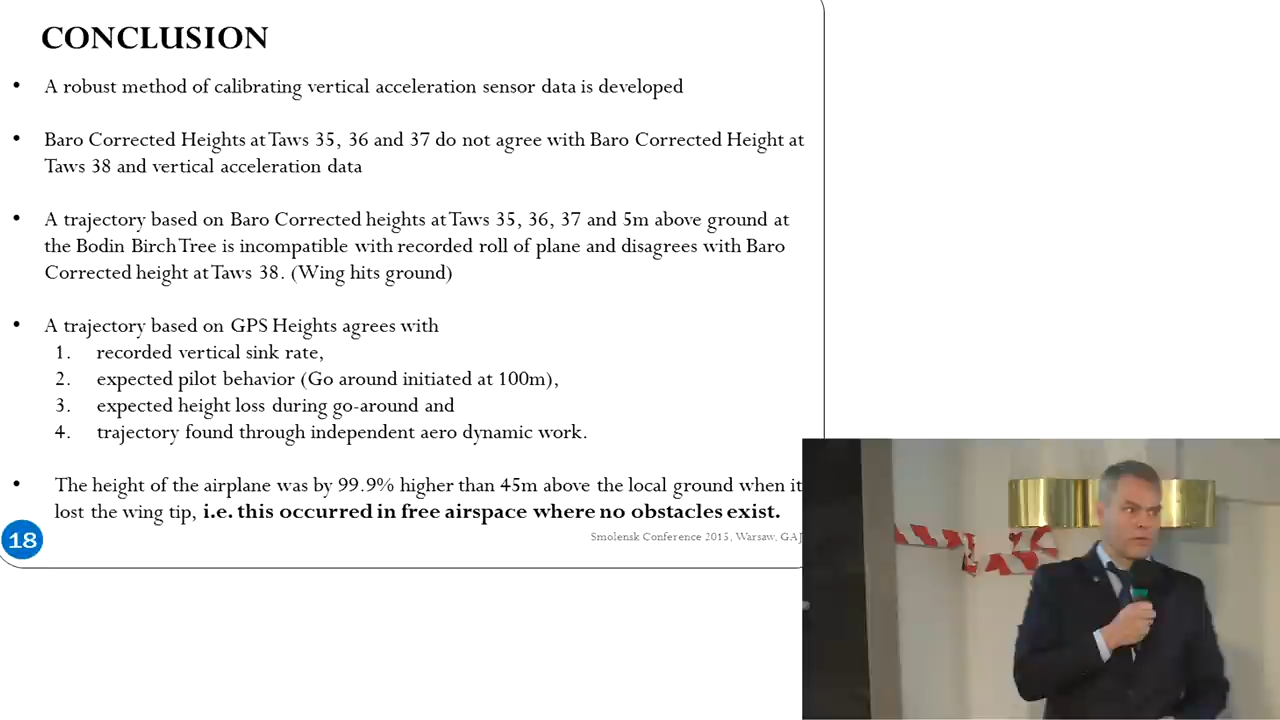 CONCLUSION
• A robust method of calibrating vertical acceleration sensor data is developed
• Baro Corrected Heights at Taws 35, 36 and 37 do not agree with Baro Corrected Height at
Taws 38 and vertical acceleration data
• A trajectory based on Baro Corrected heights at Taws 35, 36, 37 and 5m above ground at
the Bodin Birch Tree is incompatible with recorded roll of plane and disagrees with Baro
Corrected height at Taws 38. (Wing hits ground)
• A trajectory based on GPS Heights agrees with
1. recorded vertical sink rate,
2. expected pilot behavior (Go around initiated at 100m),
3. expected height loss during go-around and
4. trajectory found through independent aero dynamic work.
• The height of the airplane was by 99.9% higher than 45m above the local ground when it
lost the wing tip, i.e. this occurred in free airspace where no obstacles exist.
18
Smolensk Conference 2015, Warsaw, GAJ